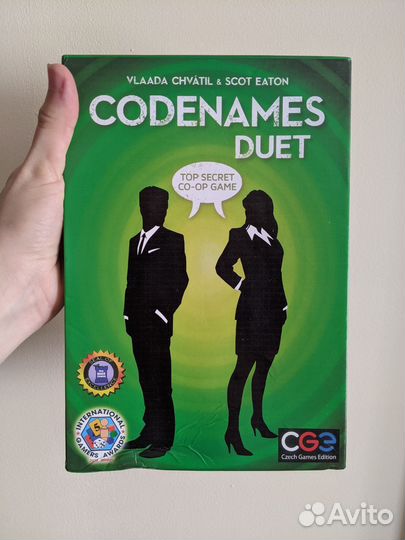 VLAADA CHVÁTIL & SCOT EATON
CODENAMES
DUET
TOP SECRET
CO-OP GAME
INTERNATIONAL
GAMERS AWARDS
5
CGE
Czech Games Edition
Avito